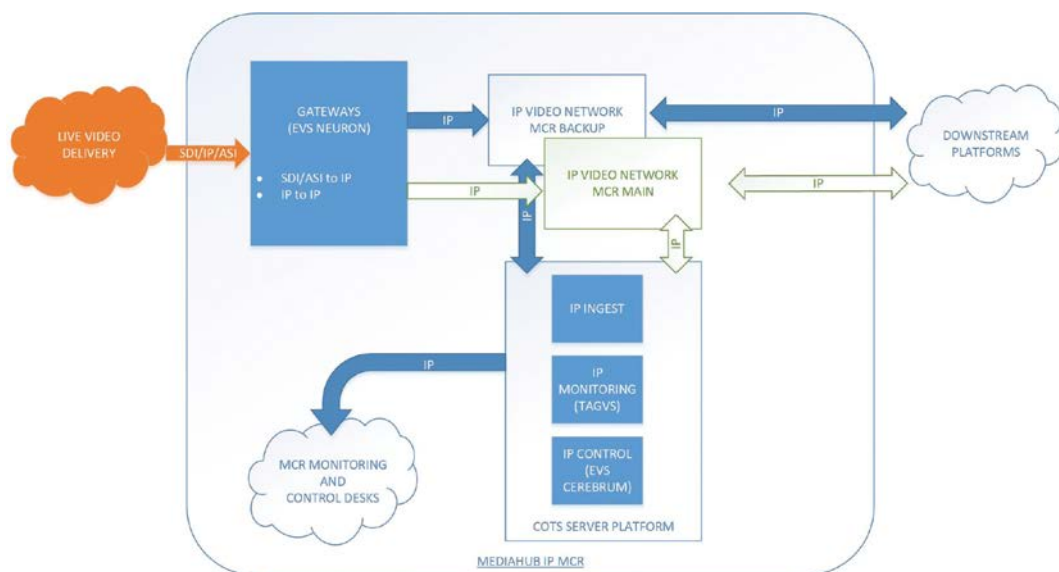 LIVE VIDEO
DELIVERY
SDI/IP/ASI
GATEWAYS
(EVS NEURON)
• SDI/ASI to IP
• IP to IP
IP
IP
IP VIDEO NETWORK
MCR BACKUP
IP VIDEO NETWORK
MCR MAIN
IP
IP
DOWNSTREAM
PLATFORMS
IP
IP
IP INGEST
IP
MONITORING
(TAGVS)
IP CONTROL
(EVS
CEREBRUM)
COTS SERVER PLATFORM
IP
MCR MONITORING
AND
CONTROL DESKS
MEDIAHUB IP MCR